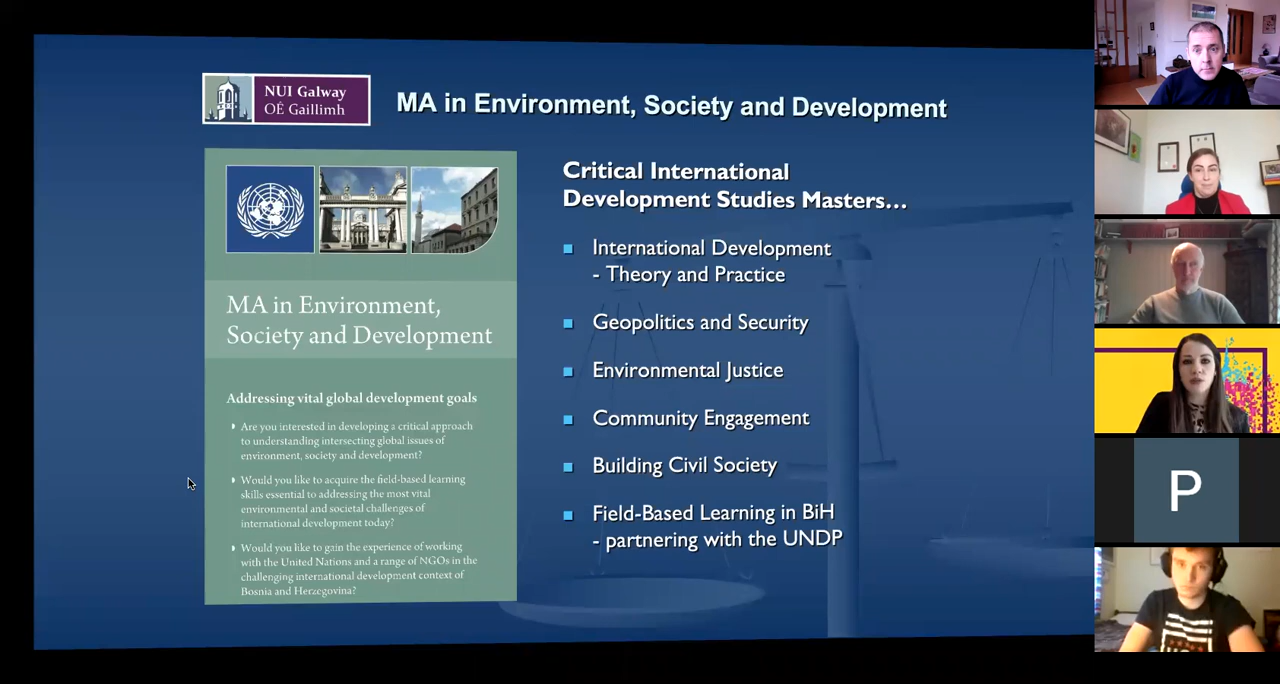 NUI Galway
OÉ Gaillimh
MA in Environment, Society and Development
MA in Environment,
Society and Development
Addressing vital global development goals
Are you interested in developing a critical approach
to understanding intersecting global issues of
environment, society and development?
Would you like to acquire the field-based learning
skills essential to addressing the most vital
environmental and societal challenges of
international development today?
Would you like to gain the experience of working
with the United Nations and a range of NGOs in the
challenging international development context of
Bosnia and Herzegovina?
Critical International
Development Studies Masters...
International Development
- Theory and Practice
Geopolitics and Security
Environmental Justice
Community Engagement
Building Civil Society
Field-Based Learning in BiH
- partnering with the UNDP
P